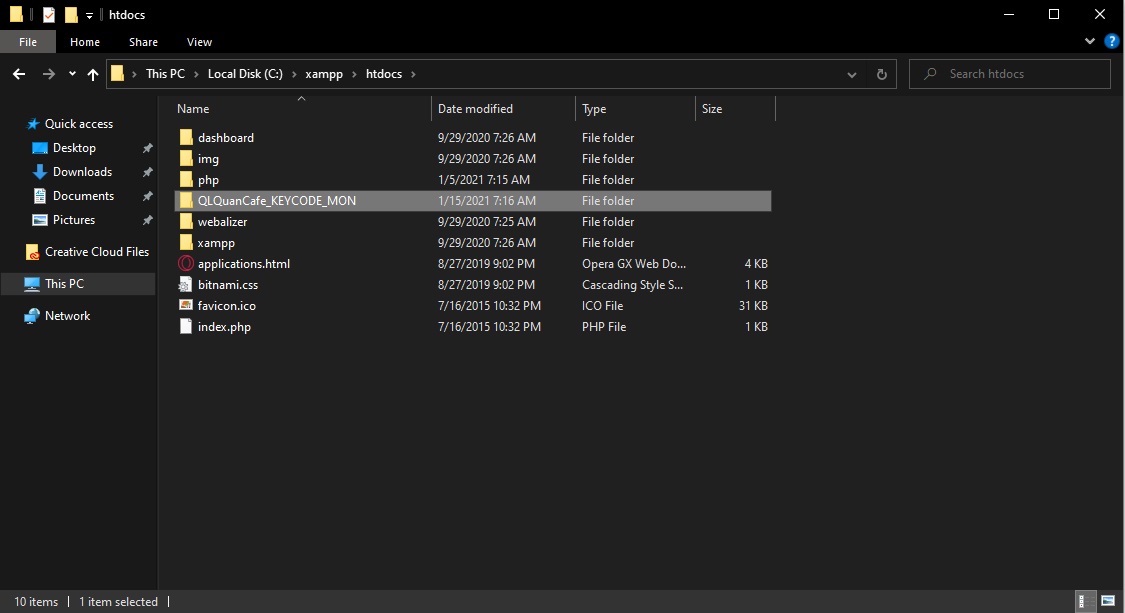 htdocs
File Home Share View
This PC Local Disk (C:) xampp htdocs Search htdocs
Name Date modified Type Size
Quick access
Desktop
Downloads
Documents
Pictures
Creative Cloud Files
This PC
Network
dashboard 9/29/2020 7:26 AM File folder
img 9/29/2020 7:26 AM File folder
php 1/5/2021 7:15 AM File folder
QLQuanCafe_KEYCODE_MON 1/15/2021 7:16 AM File folder
webalizer 9/29/2020 7:25 AM File folder
xampp 9/29/2020 7:26 AM File folder
applications.html 8/27/2019 9:02 PM Opera GX Web Do... 4 KB
bitnami.css 8/27/2019 9:02 PM Cascading Style S... 1 KB
favicon.ico 7/16/2015 10:32 PM ICO File 31 KB
index.php 7/16/2015 10:32 PM PHP File 1 KB
10 items 1 item selected